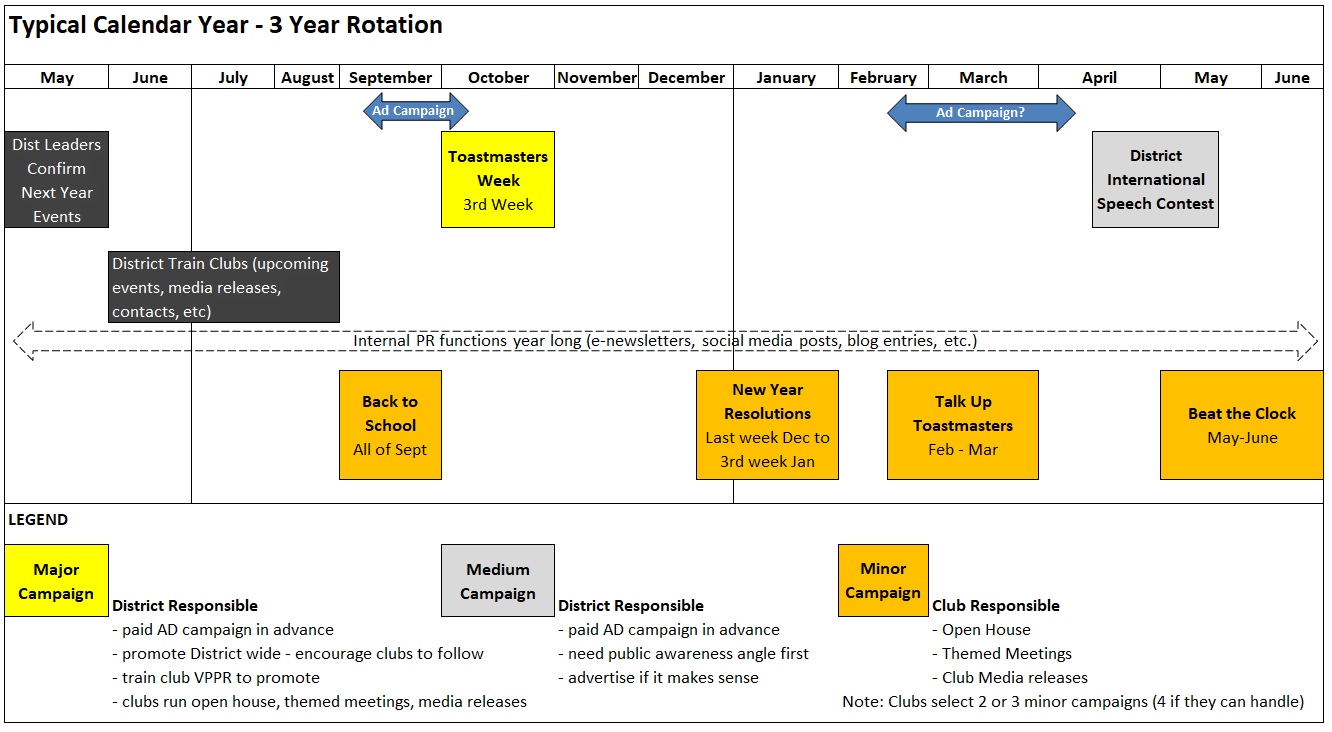 Typical Calendar Year - 3 Year Rotation
May June July August September October November December January February March April May June
Ad Campaign
Ad Campaign?
Dist Leaders
Confirm
Next Year
Events
Toastmasters
Week
3rd Week
District
International
Speech Contest
District Train Clubs (upcoming
events, media releases,
contacts, etc)
Internal PR functions year long (e-newsletters, social media posts, blog entries, etc.)
Back to
School
All of Sept
New Year
Resolutions
Last week Dec to
3rd week Jan
Talk Up
Toastmasters
Feb - Mar
Beat the Clock
May-June
LEGEND
Major
Campaign
District Responsible
- paid AD campaign in advance
- promote District wide - encourage clubs to follow
- train club VPPR to promote
- clubs run open house, themed meetings, media releases
Medium
Campaign
District Responsible
- paid AD campaign in advance
- need public awareness angle first
- advertise if it makes sense
Minor
Campaign
Club Responsible
- Open House
- Themed Meetings
- Club Media releases
Note: Clubs select 2 or 3 minor campaigns (4 if they can handle)